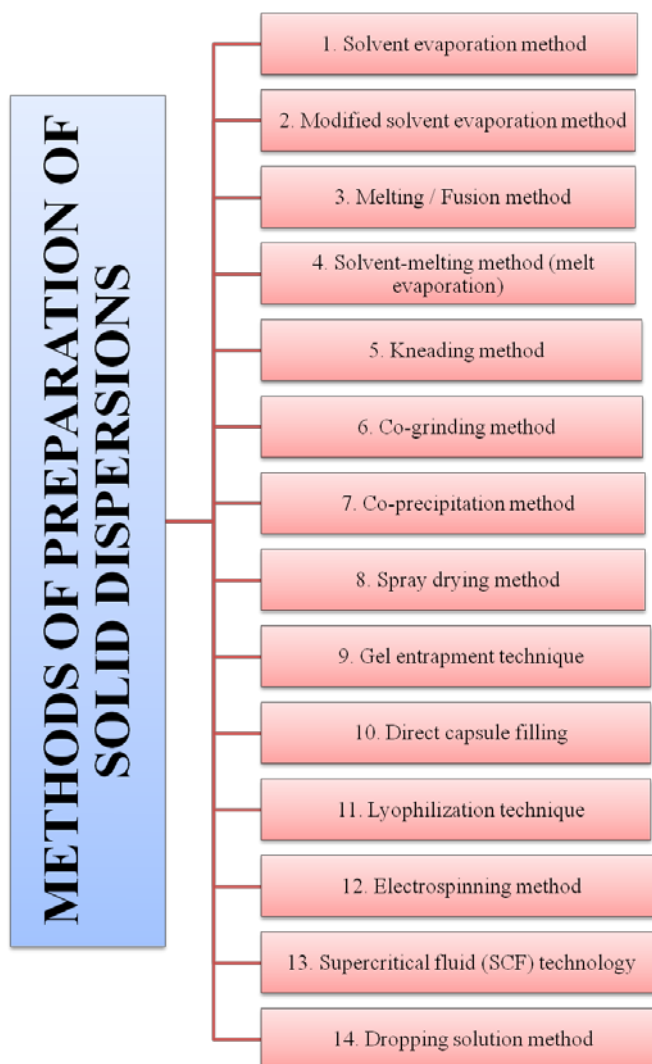 METHODS OF PREPARATION OF
SOLID DISPERSIONS
1. Solvent evaporation method
2. Modified solvent evaporation method
3. Melting / Fusion method
4. Solvent-melting method (melt
evaporation)
5. Kneading method
6. Co-grinding method
7. Co-precipitation method
8. Spray drying method
9. Gel entrapment technique
10. Direct capsule filling
11. Lyophilization technique
12. Electrospinning method
13. Supercritical fluid (SCF) technology
14. Dropping solution method